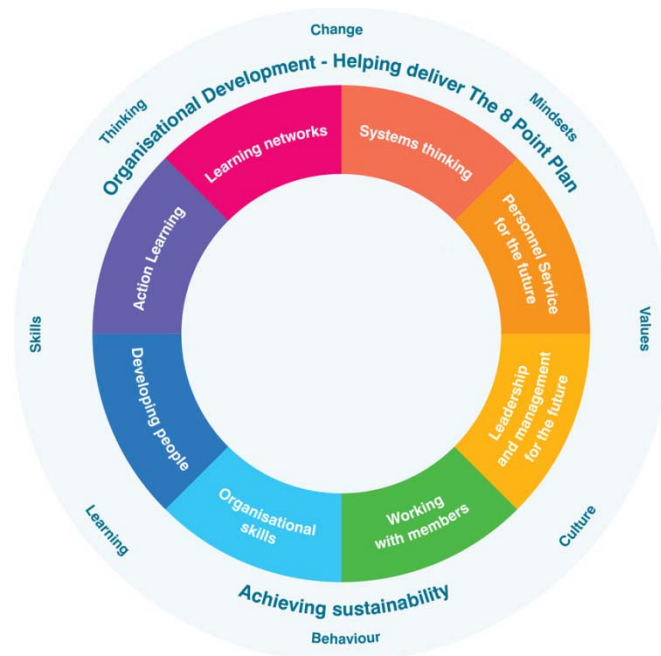 Change
Mindsets
Values
Culture
Behaviour
Learning
Skills
Thinking
Organisational Development - Helping deliver The 8 Point Plan
Systems thinking
Personnel Service
for the future
Leadership
and management
for the future
Working
with members
Organisational
skills
Developing people
Action Learning
Learning networks
Achieving sustainability